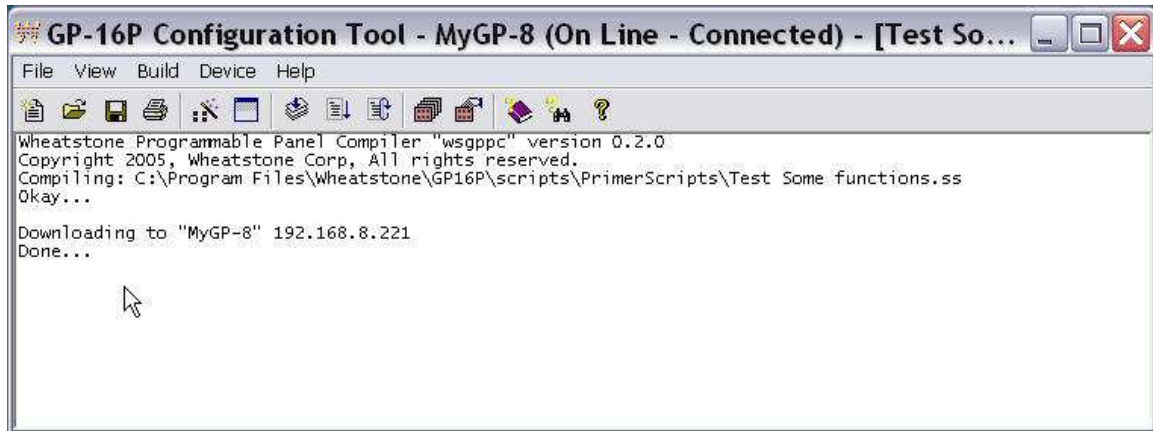 GP-16P Configuration Tool - MyGP-8 (On Line - Connected) - [Test So...
File View Build Device Help
Wheatstone Programmable Panel Compiler "wsgppc" version 0.2.0
Copyright 2005, Wheatstone Corp, All rights reserved.
Compiling: C:\Program Files\Wheatstone\GP16P\scripts\PrimerScripts\Test Some functions.ss
Okay...
Downloading to "MyGP-8" 192.168.8.221
Done...